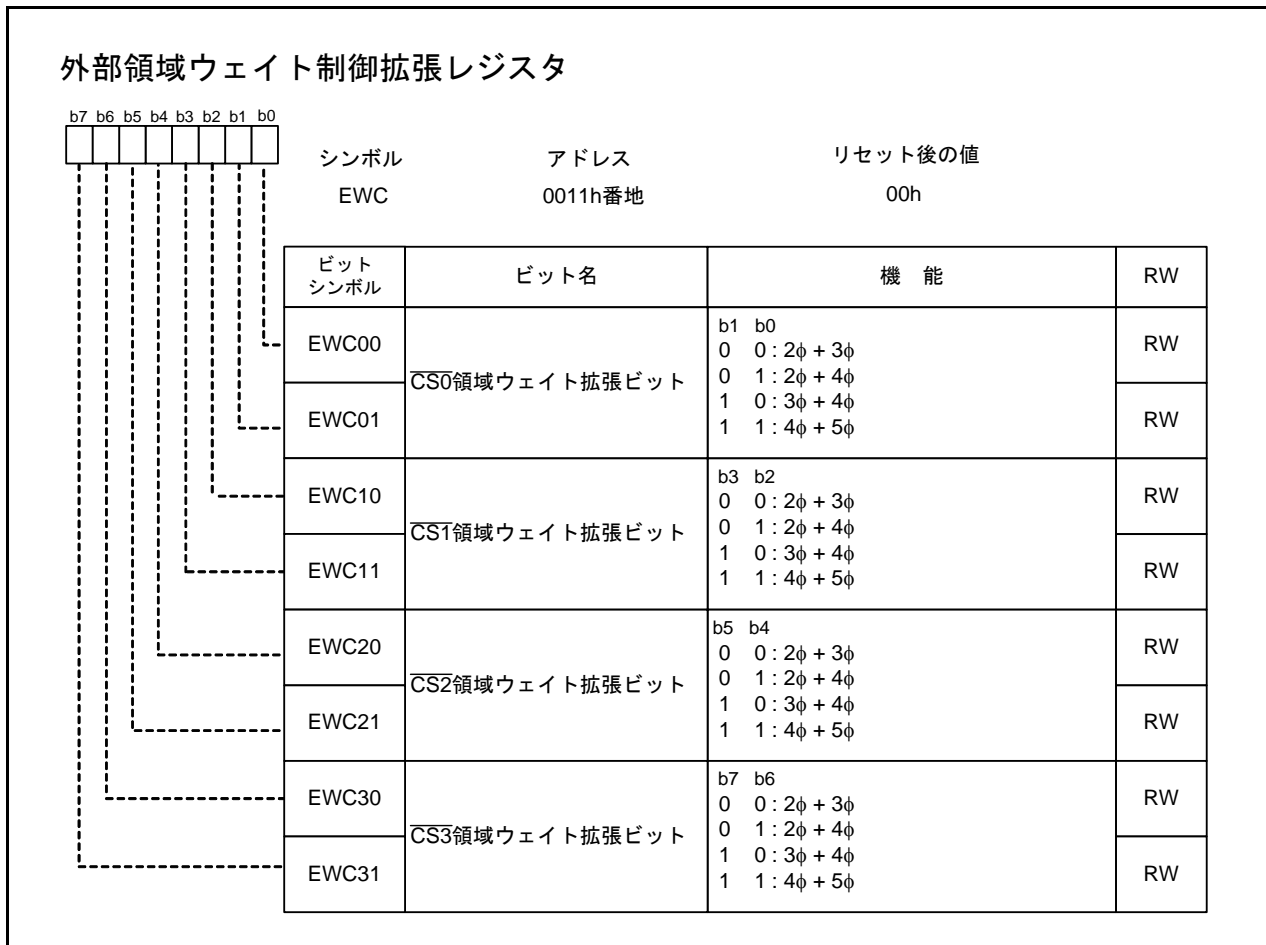 外部領域ウェイト制御拡張レジスタ
b7 b6 b5 b4 b3 b2 b1 b0
シンボル アドレス リセット後の値
EWC 0011h番地 00h
ビット
シンボル ビット名 機 能 RW
EWC00 RW
EWC01 RW
CS0領域ウェイト拡張ビット
b1 b0
0 0 : 2ϕ + 3ϕ
0 1 : 2ϕ + 4ϕ
1 0 : 3ϕ + 4ϕ
1 1 : 4ϕ + 5ϕ
EWC10 RW
EWC11 RW
CS1領域ウェイト拡張ビット
b3 b2
0 0 : 2ϕ + 3ϕ
0 1 : 2ϕ + 4ϕ
1 0 : 3ϕ + 4ϕ
1 1 : 4ϕ + 5ϕ
EWC20 RW
EWC21 RW
CS2領域ウェイト拡張ビット
b5 b4
0 0 : 2ϕ + 3ϕ
0 1 : 2ϕ + 4ϕ
1 0 : 3ϕ + 4ϕ
1 1 : 4ϕ + 5ϕ
EWC30 RW
EWC31 RW
CS3領域ウェイト拡張ビット
b7 b6
0 0 : 2ϕ + 3ϕ
0 1 : 2ϕ + 4ϕ
1 0 : 3ϕ + 4ϕ
1 1 : 4ϕ + 5ϕ